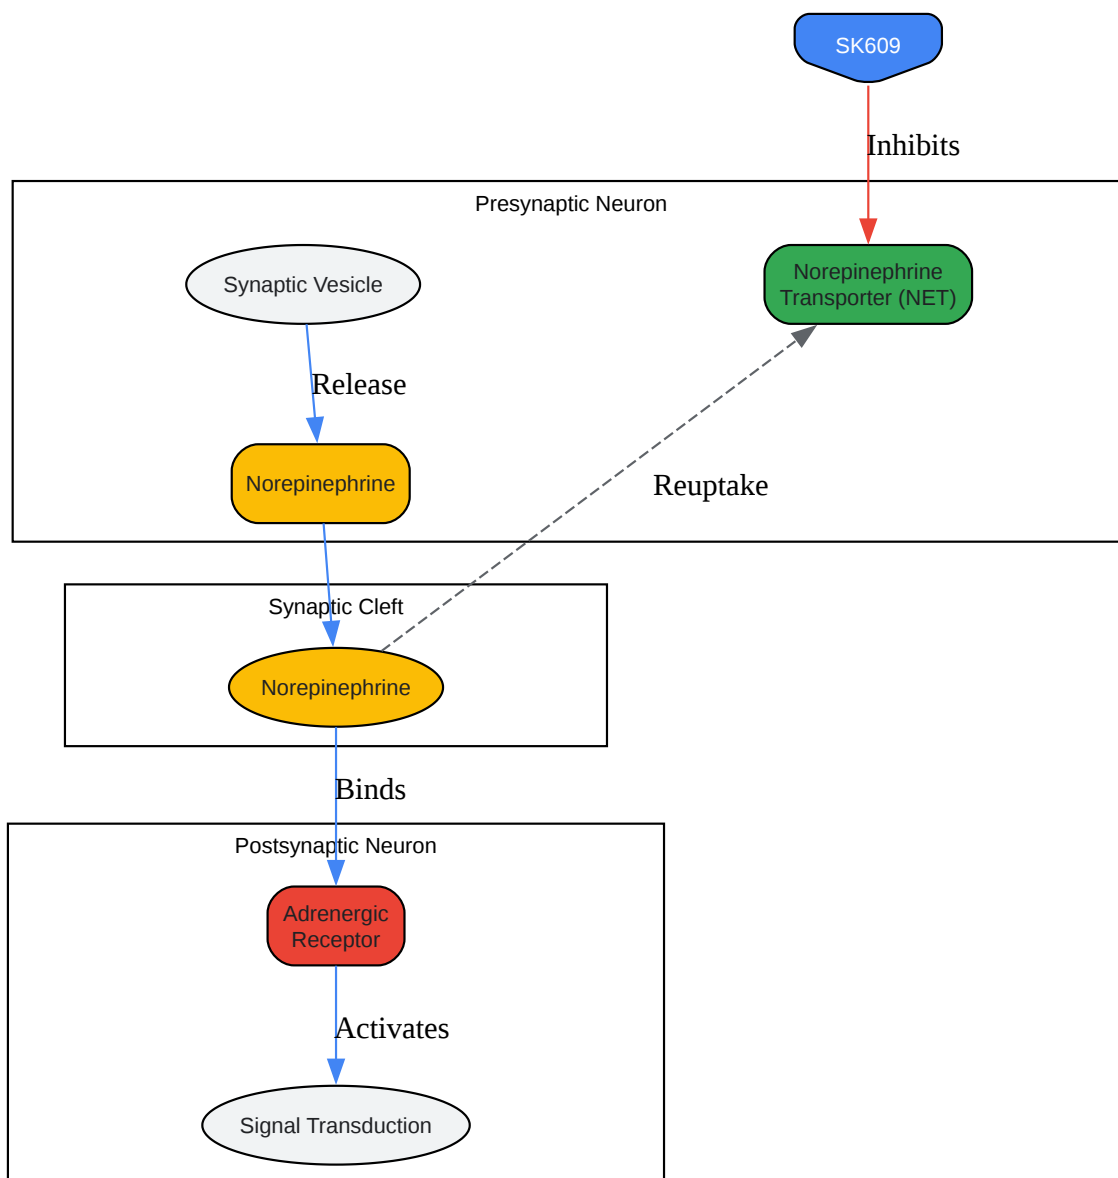 SK609
Inhibits
Presynaptic Neuron
Synaptic Vesicle
Norepinephrine
Transporter (NET)
Release
Norepinephrine
Reuptake
Synaptic Cleft
Norepinephrine
Binds
Postsynaptic Neuron
Adrenergic
Receptor
Activates
Signal Transduction